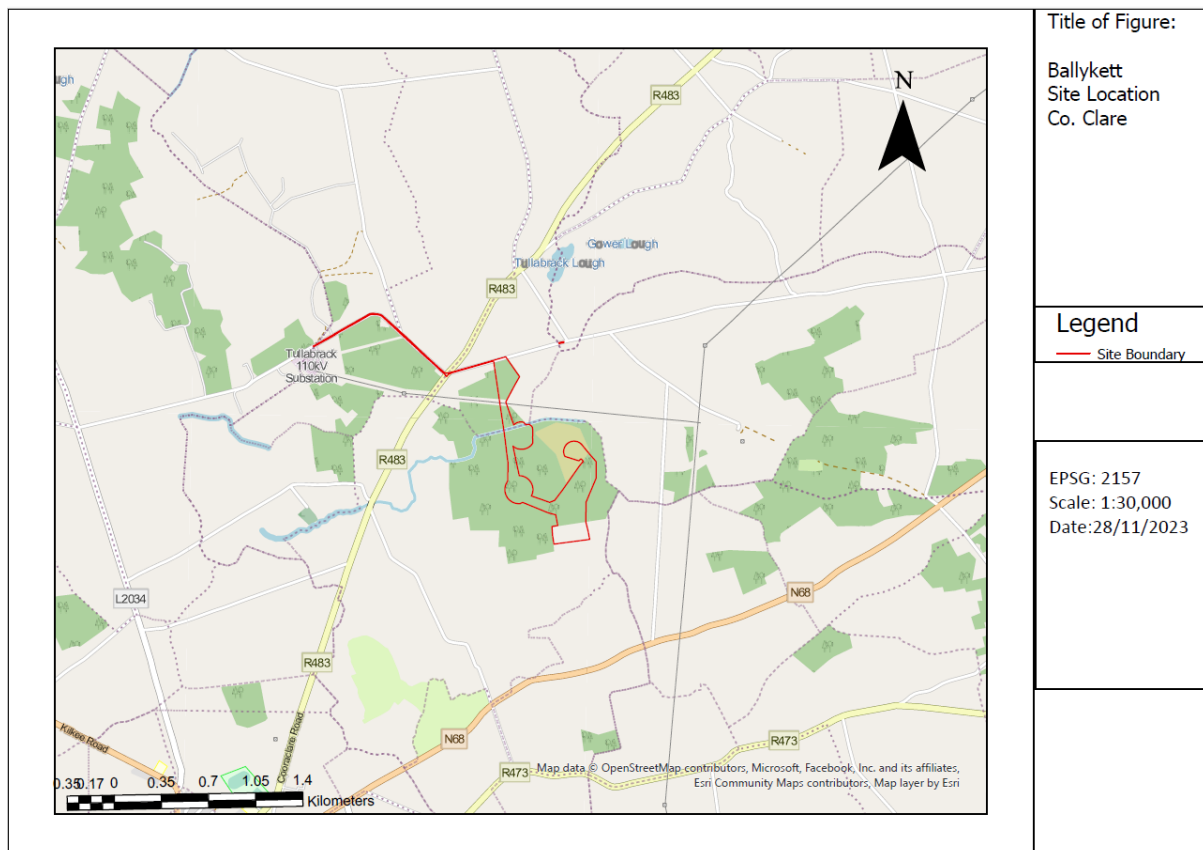 Title of Figure:
Ballykett
Site Location
Co. Clare
Legend
Site Boundary
EPSG: 2157
Scale: 1:30,000
Date:28/11/2023
ugh
R483
N
Gower Lough
Tullabrack Lough
R483
Tullabrack
110kV
Substation
R483
L2034
N68
R483
Kilkee Road
Cooraclare Road
N68
R473
R473
0.35 0.17 0 0.35 0.7 1.05 1.4
Kilometers
Map data © OpenStreetMap contributors, Microsoft, Facebook, Inc. and its affiliates,
Esri Community Maps contributors, Map layer by Esri